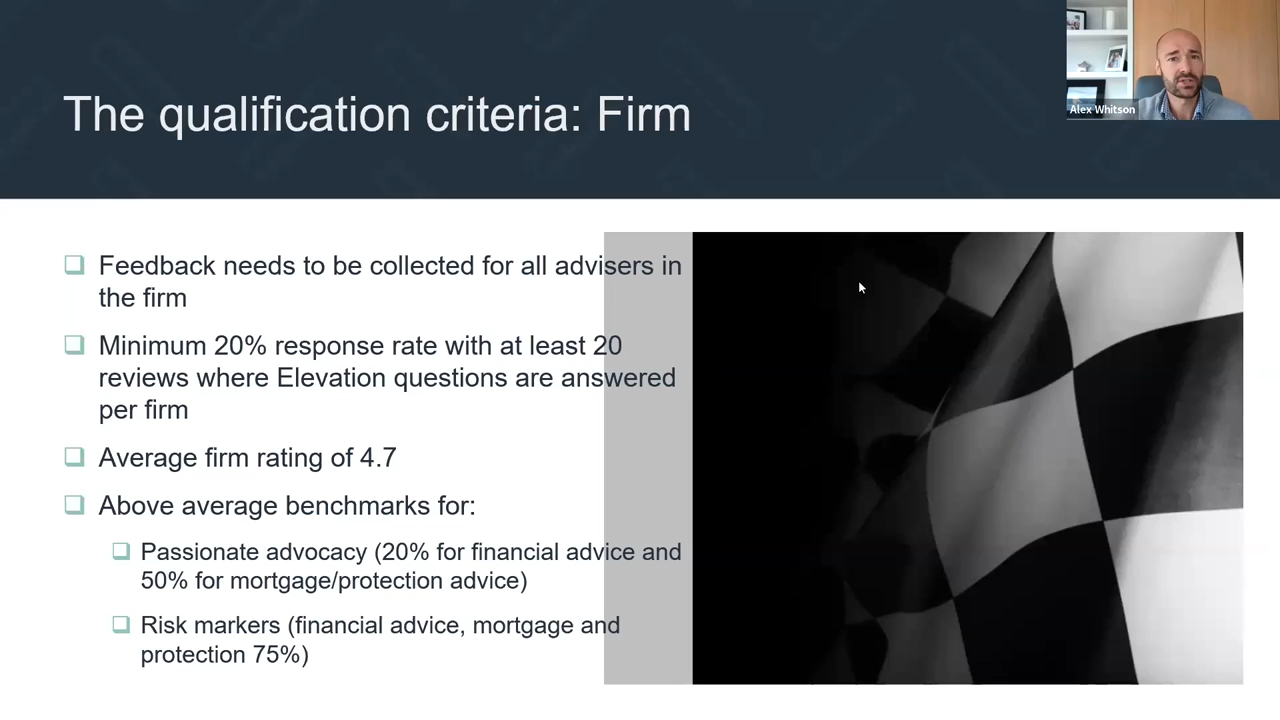 The qualification criteria: Firm
Alex Whitson
Feedback needs to be collected for all advisers in
the firm
Minimum 20% response rate with at least 20
reviews where Elevation questions are answered
per firm
Average firm rating of 4.7
Above average benchmarks for:
Passionate advocacy (20% for financial advice and
50% for mortgage/protection advice)
Risk markers (financial advice, mortgage and
protection 75%)